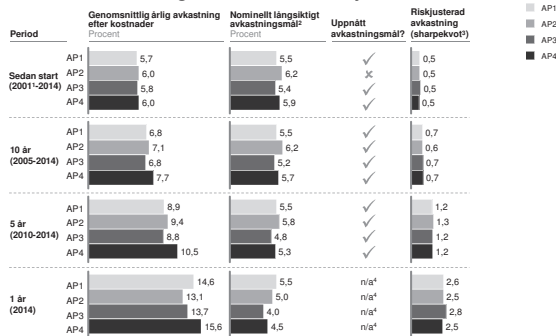 Period
Genomsnittlig årlig avkastning
efter kostnader
Procent
Nominellt långsiktigt
avkastningsmål²
Procent
Uppnått
avkastningsmål?
Riskjusterad
avkastning
(sharpekvot³)
AP1
AP2
AP3
AP4
Sedan start
(2001¹-2014)
AP1 5,7 5,5 ✓ 0,5
AP2 6,0 6,2 ✗ 0,5
AP3 5,8 5,4 ✓ 0,5
AP4 6,0 5,9 ✓ 0,5
10 år
(2005-2014)
AP1 6,8 5,5 ✓ 0,7
AP2 7,1 6,2 ✓ 0,6
AP3 6,8 5,2 ✓ 0,7
AP4 7,7 5,7 ✓ 0,7
5 år
(2010-2014)
AP1 8,9 5,5 ✓ 1,2
AP2 9,4 5,8 ✓ 1,3
AP3 8,8 4,8 ✓ 1,2
AP4 10,5 5,3 ✓ 1,2
1 år
(2014)
AP1 14,6 5,5 n/a⁴ 2,6
AP2 13,1 5,0 n/a⁴ 2,5
AP3 13,7 4,0 n/a⁴ 2,8
AP4 15,6 4,5 n/a⁴ 2,5